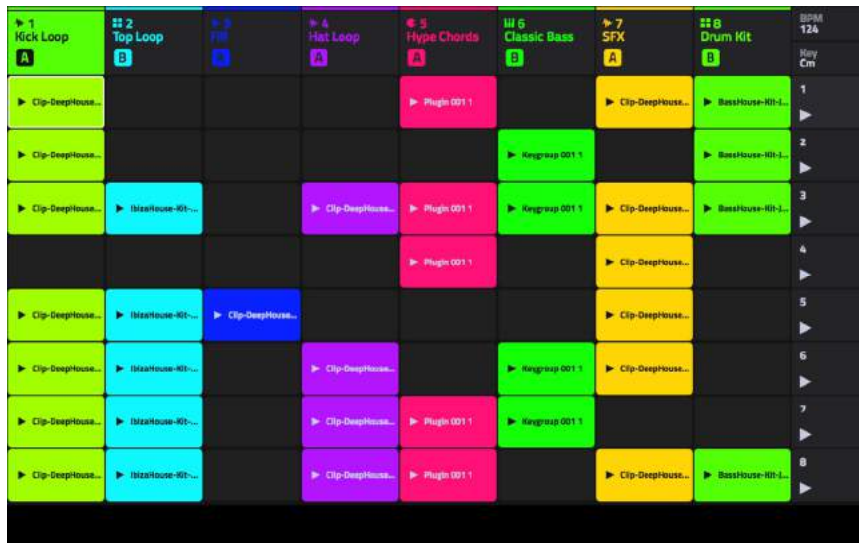 1
Kick Loop
A
2
Top Loop
B
3
Fill
A
4
Hat Loop
A
5
Hype Chords
A
6
Classic Bass
B
7
SFX
A
8
Drum Kit
B
BPM
124
Key
Cm
Clip-DeepHouse...
Plugin 001 1
Clip-DeepHouse...
BassHouse-Kit-J...
1
Clip-DeepHouse...
Keygroup 001 1
BassHouse-Kit-J...
2
Clip-DeepHouse...
IbizaHouse-Kit-...
Clip-DeepHouse...
Plugin 001 1
Keygroup 001 1
Clip-DeepHouse...
BassHouse-Kit-J...
3
Plugin 001 1
Clip-DeepHouse...
4
Clip-DeepHouse...
IbizaHouse-Kit-...
Clip-DeepHouse...
Clip-DeepHouse...
5
Clip-DeepHouse...
IbizaHouse-Kit-...
Clip-DeepHouse...
Keygroup 001 1
Clip-DeepHouse...
6
Clip-DeepHouse...
IbizaHouse-Kit-...
Clip-DeepHouse...
Plugin 001 1
Keygroup 001 1
7
Clip-DeepHouse...
IbizaHouse-Kit-...
Clip-DeepHouse...
Plugin 001 1
Clip-DeepHouse...
BassHouse-Kit-J...
8